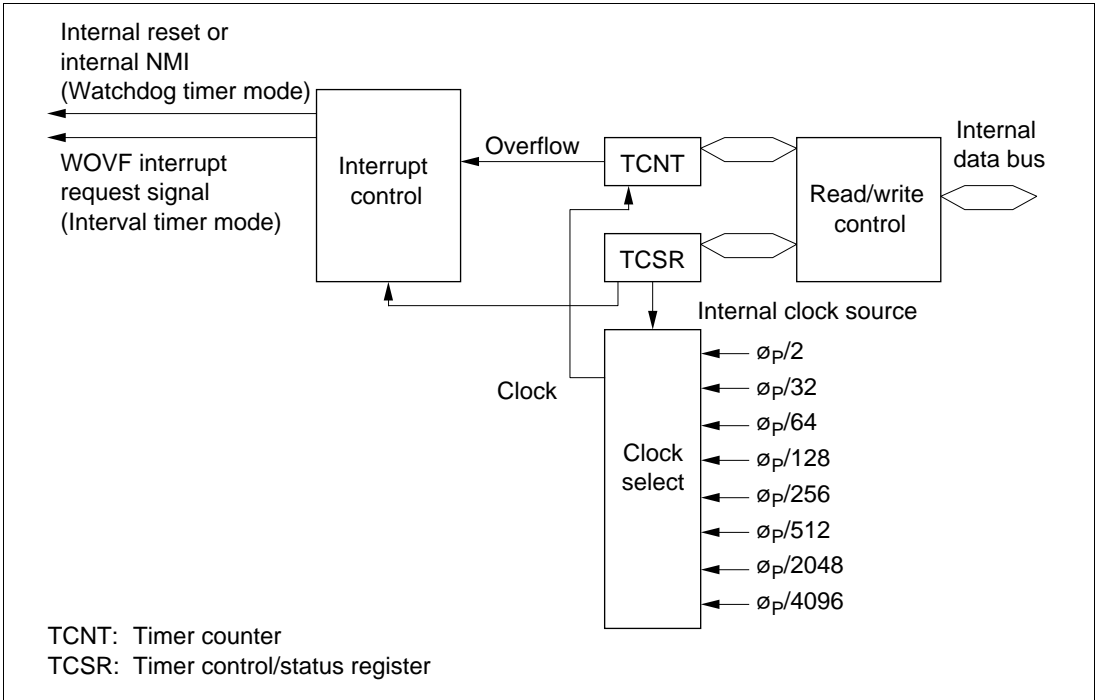 Internal reset or
internal NMI
(Watchdog timer mode)
WOVF interrupt
request signal
(Interval timer mode)
Interrupt
control
Overflow
TCNT
TCSR
Read/write
control
Internal
data bus
Internal clock source
Clock
Clock
select
øP/2
øP/32
øP/64
øP/128
øP/256
øP/512
øP/2048
øP/4096
TCNT: Timer counter
TCSR: Timer control/status register